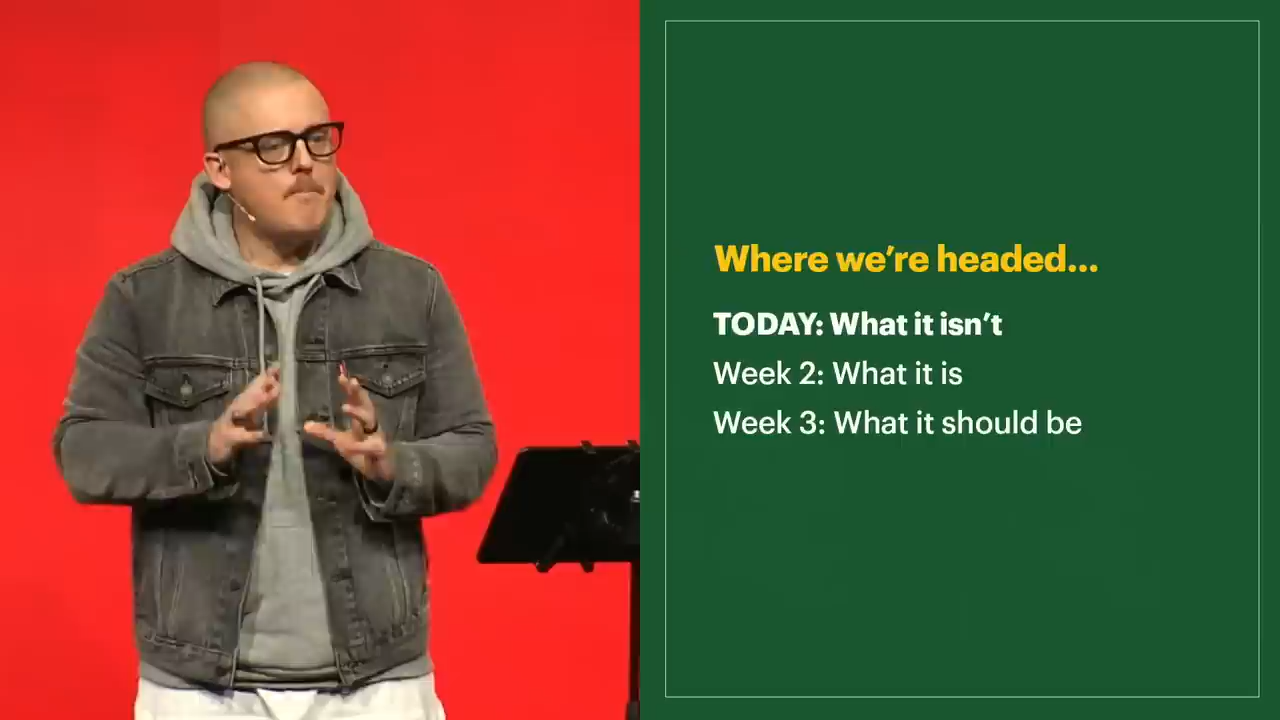 Where we’re headed...
TODAY: What it isn’t
Week 2: What it is
Week 3: What it should be